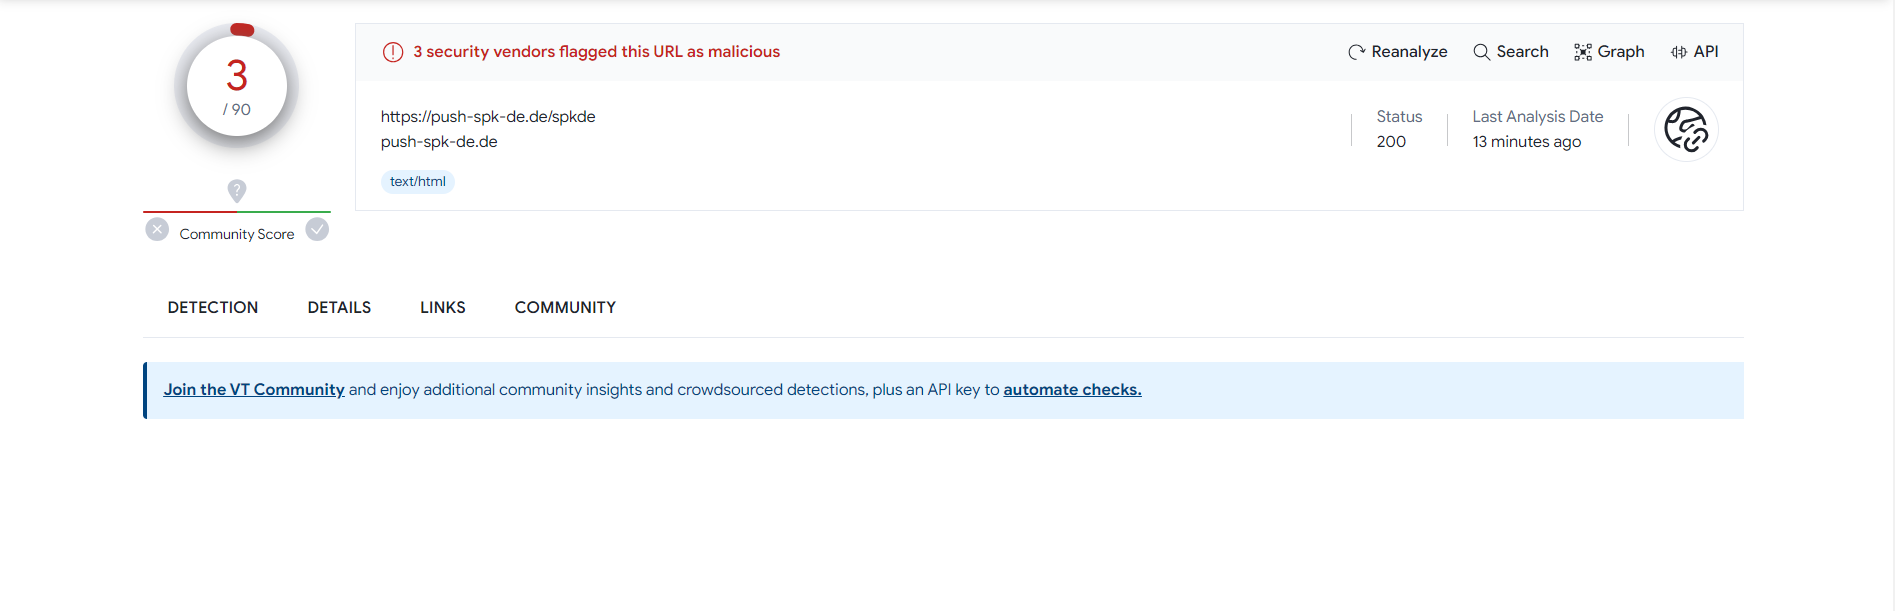 3
/ 90
Community Score
3 security vendors flagged this URL as malicious
Reanalyze
Search
Graph
API
https://push-spk-de.de/spkde
push-spk-de.de
text/html
Status
200
Last Analysis Date
13 minutes ago
DETECTION
DETAILS
LINKS
COMMUNITY
Join the VT Community and enjoy additional community insights and crowdsourced detections, plus an API key to automate checks.